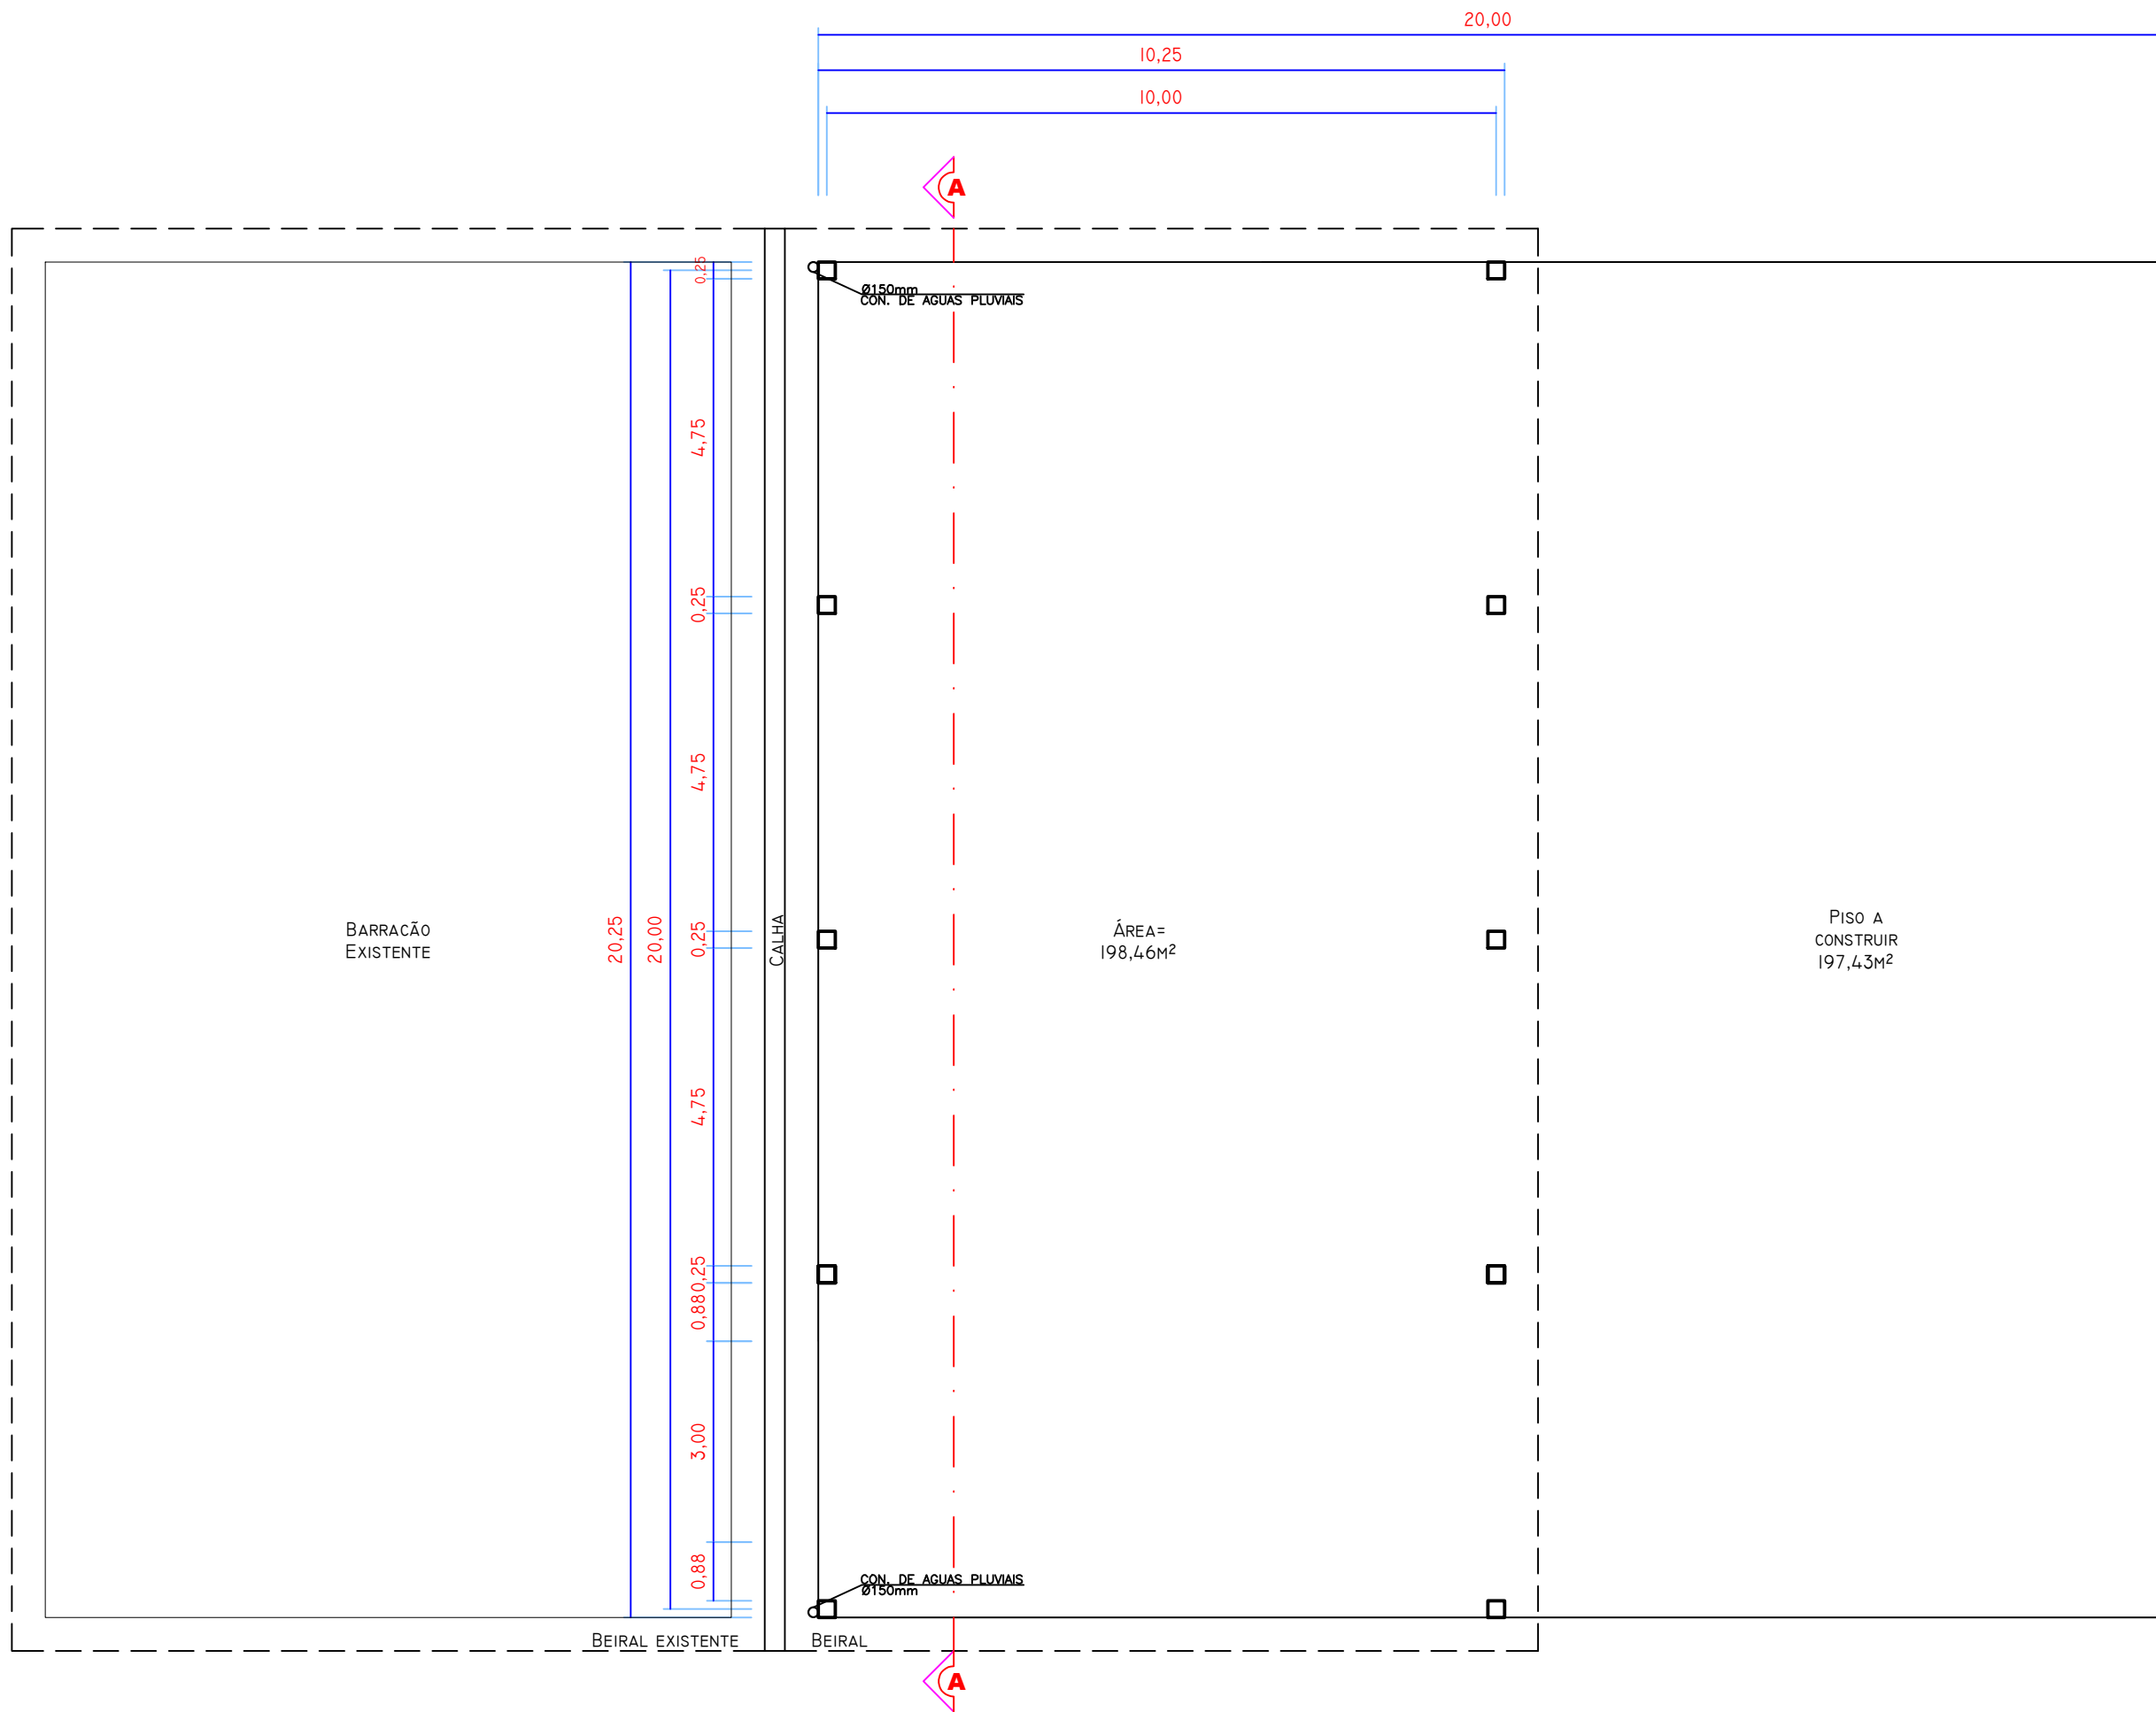 20,00
10,25
10,00
A
0,25
Ø150mm
CON. DE AGUAS PLUVIAIS
4,75
0,25
4,75
BARRACÃO
EXISTENTE
20,25
20,00
0,25
CALHA
ÁREA=
198,46M²
PISO A
CONSTRUIR
197,43M²
4,75
0,25
0,88
3,00
0,88
CON. DE AGUAS PLUVIAIS
Ø150mm
BEIRAL EXISTENTE
BEIRAL
A